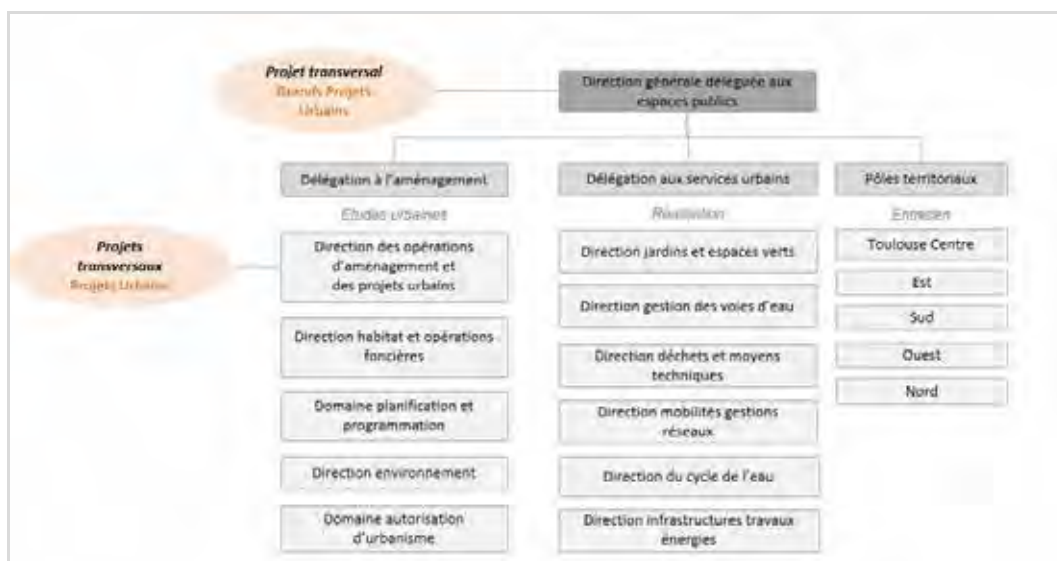 Projet transversal
Grands Projets
Urbains
Direction générale déleguée aux
espaces publics
Délégation à l'aménagement
Etudes urbaines
Direction des opérations
d'aménagement et
des projets urbains
Direction habitat et opérations
foncières
Domaine planification et
programmation
Direction environnement
Domaine autorisation
d'urbanisme
Projets
transversaux
Projets Urbains
Délégation aux services urbains
Réalisation
Direction jardins et espaces verts
Direction gestion des voies d'eau
Direction déchets et moyens
techniques
Direction mobilités gestions
réseaux
Direction du cycle de l'eau
Direction infrastructures travaux
énergies
Pôles territoriaux
Entretien
Toulouse Centre
Est
Sud
Ouest
Nord